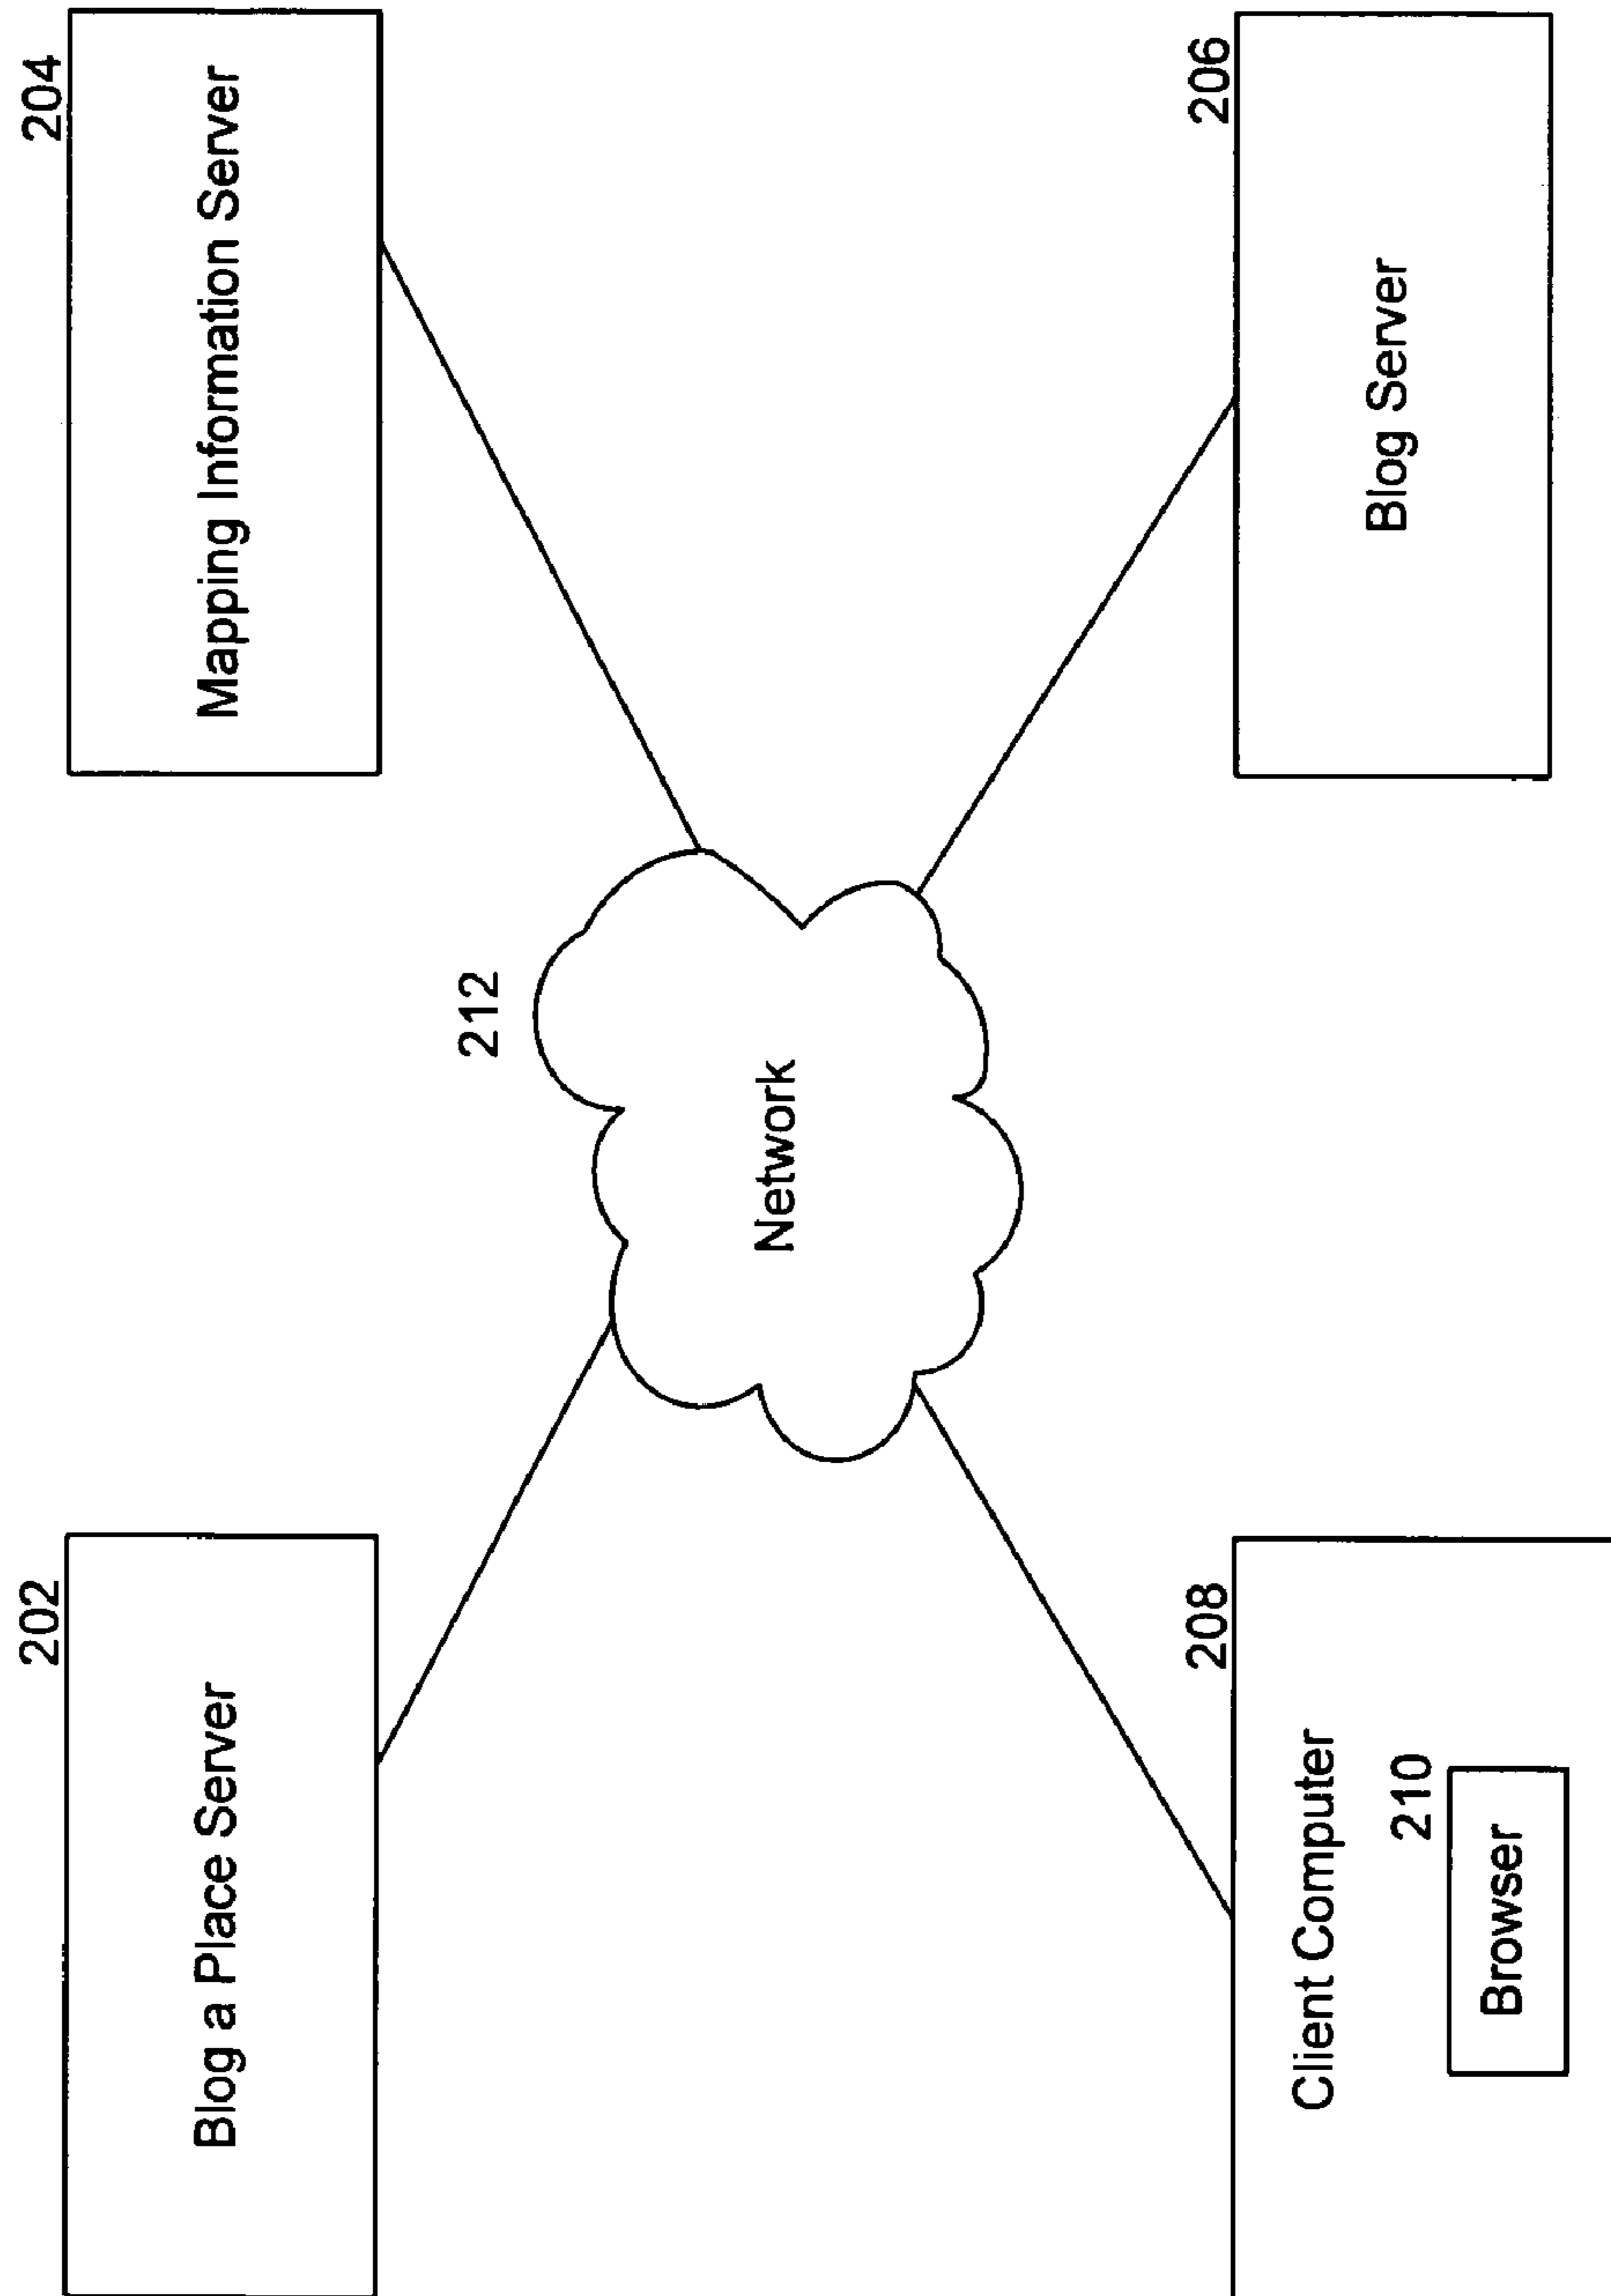 202
Blog a Place Server
204
Mapping Information Server
212
Network
208
Client Computer
210
Browser
206
Blog Server